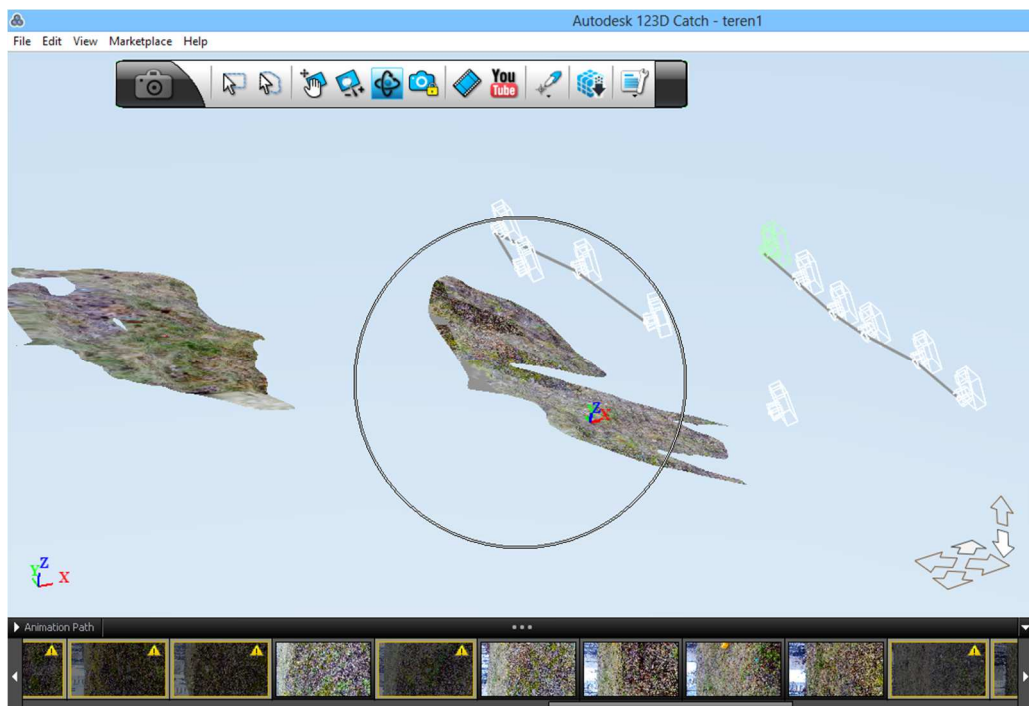 Autodesk 123D Catch - teren1
File Edit View Marketplace Help
You
Tube
Z
X
Y Z
X
Animation Path